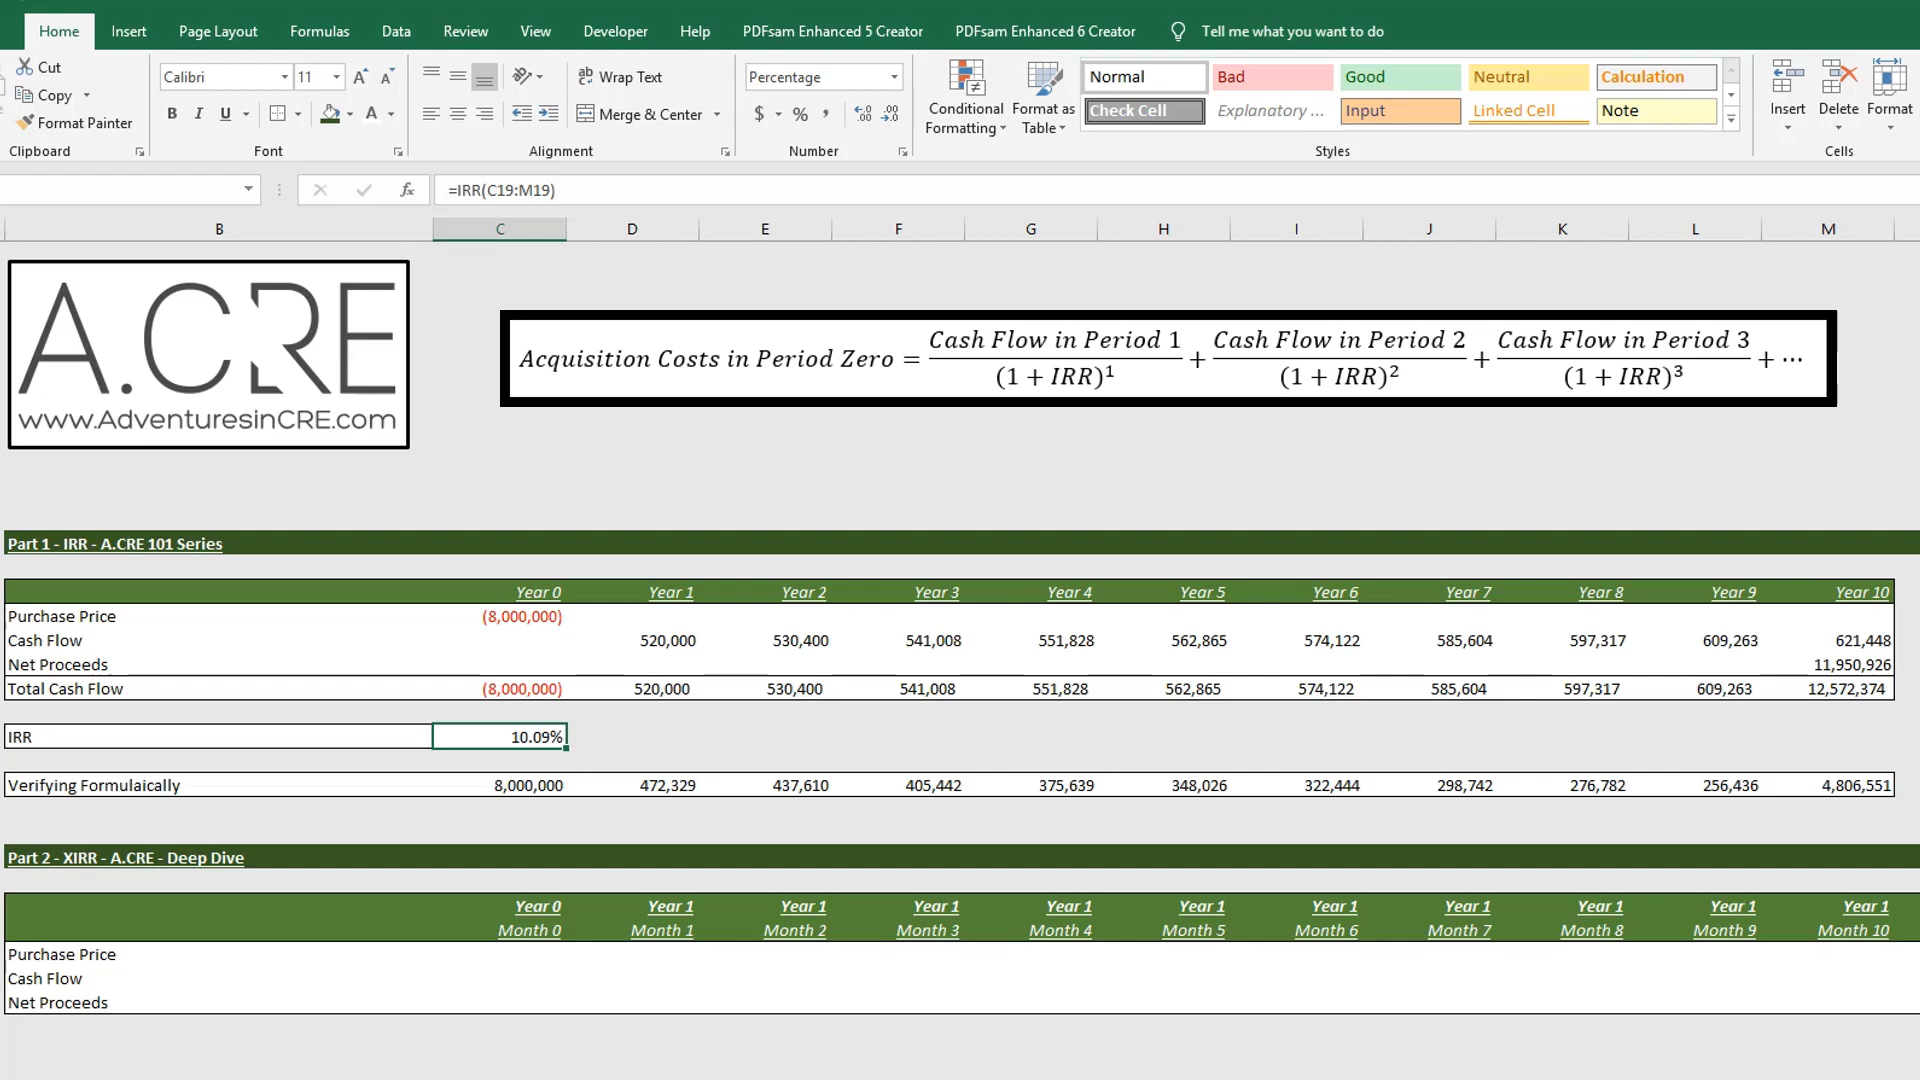 Home Insert Page Layout Formulas Data Review View Developer Help PDFsam Enhanced 5 Creator PDFsam Enhanced 6 Creator Tell me what you want to do
Cut
Copy
Format Painter
Clipboard
Calibri 11
B I U
Font
Wrap Text
Merge & Center
Alignment
Percentage
$ % ,
Number
Conditional Formatting
Format as Table
Normal Bad Good Neutral Calculation
Check Cell Explanatory ... Input Linked Cell Note
Styles
Insert Delete Format
Cells
fx =IRR(C19:M19)
B C D E F G H I J K L M
A.CRE
www.AdventuresinCRE.com
Acquisition Costs in Period Zero = Cash Flow in Period 1 / (1 + IRR)^1 + Cash Flow in Period 2 / (1 + IRR)^2 + Cash Flow in Period 3 / (1 + IRR)^3 + ⋯
Part 1 - IRR - A.CRE 101 Series
Year 0 Year 1 Year 2 Year 3 Year 4 Year 5 Year 6 Year 7 Year 8 Year 9 Year 10
Purchase Price (8,000,000)
Cash Flow 520,000 530,400 541,008 551,828 562,865 574,122 585,604 597,317 609,263 621,448
Net Proceeds 11,950,926
Total Cash Flow (8,000,000) 520,000 530,400 541,008 551,828 562,865 574,122 585,604 597,317 609,263 12,572,374
IRR 10.09%
Verifying Formulaically 8,000,000 472,329 437,610 405,442 375,639 348,026 322,444 298,742 276,782 256,436 4,806,551
Part 2 - XIRR - A.CRE - Deep Dive
Year 0 Year 1 Year 1 Year 1 Year 1 Year 1 Year 1 Year 1 Year 1 Year 1 Year 1
Month 0 Month 1 Month 2 Month 3 Month 4 Month 5 Month 6 Month 7 Month 8 Month 9 Month 10
Purchase Price
Cash Flow
Net Proceeds